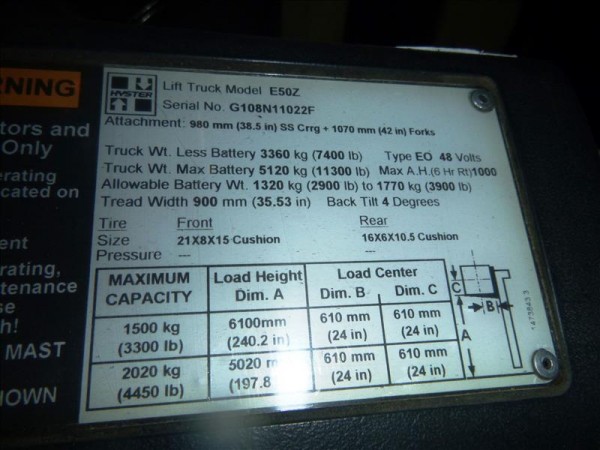 RNING
tors and
Only
erating
cated on
ent
rating,
tenance
se
h!
MAST
HOWN
HYSTER
Lift Truck Model E50Z
Serial No. G108N11022F
Attachment: 980 mm (38.5 in) SS Crrg + 1070 mm (42 in) Forks
Truck Wt. Less Battery 3360 kg (7400 lb) Type EO 48 Volts
Truck Wt. Max Battery 5120 kg (11300 lb) Max A.H.(6 Hr Rt)1000
Allowable Battery Wt. 1320 kg (2900 lb) to 1770 kg (3900 lb)
Tread Width 900 mm (35.53 in) Back Tilt 4 Degrees
Tire Front Rear
Size 21X8X15 Cushion 16X6X10.5 Cushion
Pressure --- ---
MAXIMUM CAPACITY
Load Height Dim. A
Load Center
Dim. B Dim. C
1500 kg 6100mm 610 mm 610 mm
(3300 lb) (240.2 in) (24 in) (24 in)
2020 kg 5020 m 610 mm 610 mm
(4450 lb) (197.8 (24 in) (24 in)
C
B
A